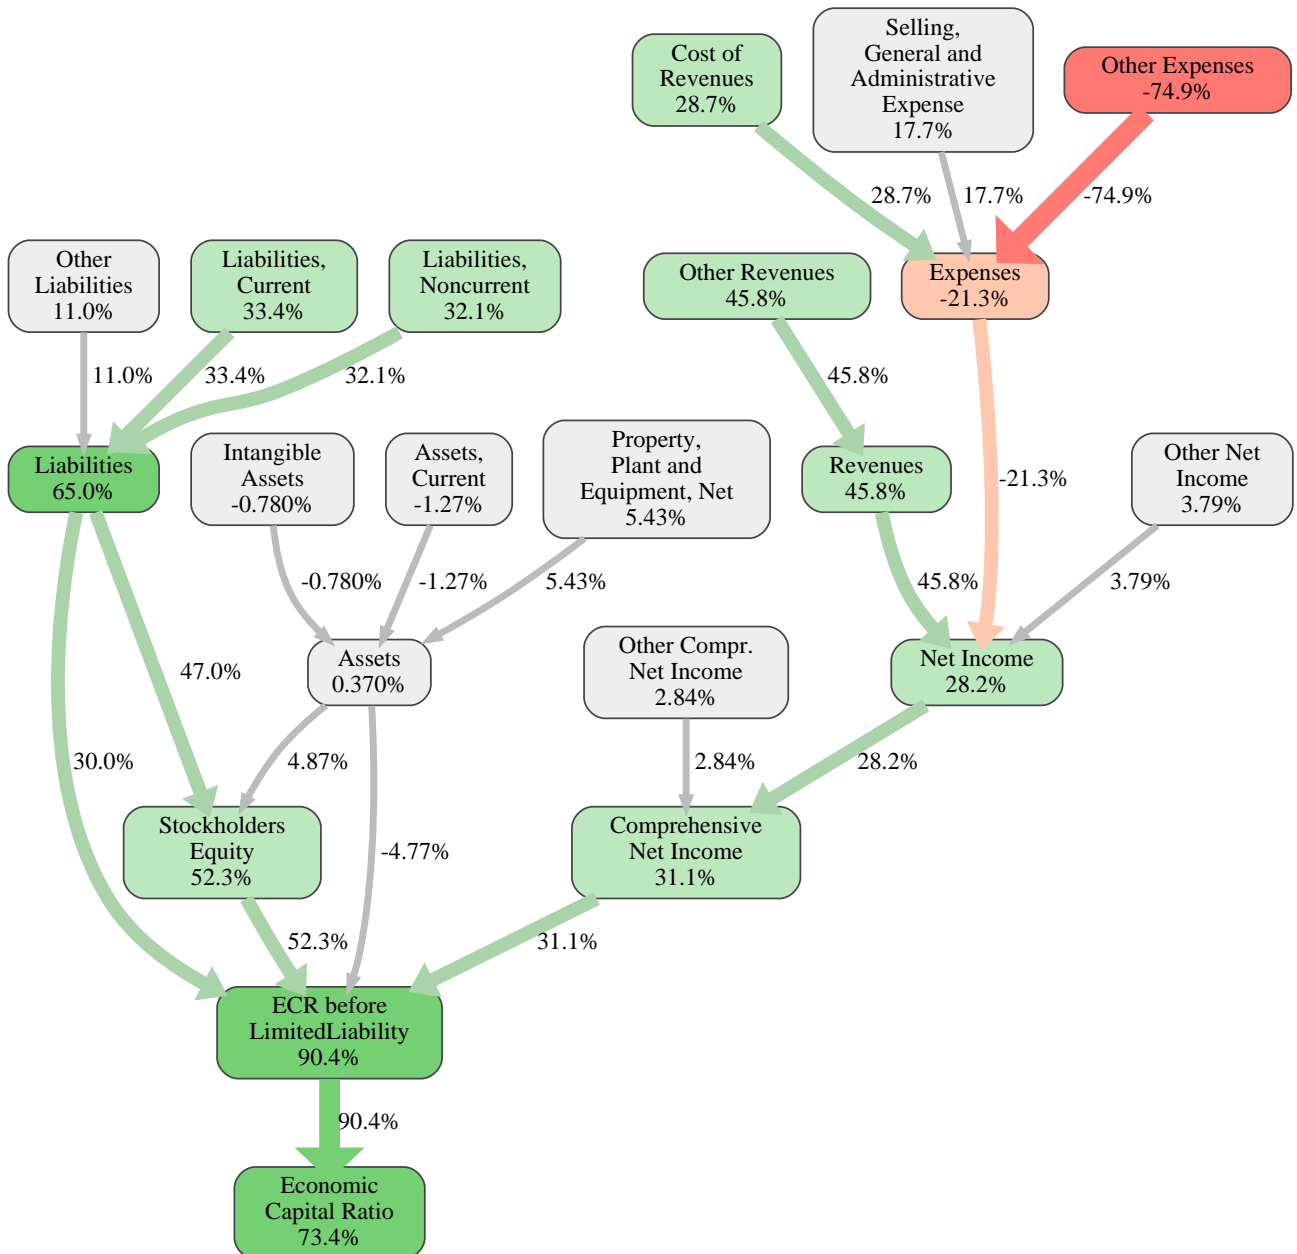 Cost of
Revenues
28.7%
Selling,
General and
Administrative
Expense
17.7%
Other Expenses
-74.9%
28.7%
17.7%
-74.9%
Other
Liabilities
11.0%
Liabilities,
Current
33.4%
Liabilities,
Noncurrent
32.1%
Other Revenues
45.8%
Expenses
-21.3%
11.0%
33.4%
32.1%
45.8%
-21.3%
Liabilities
65.0%
Intangible
Assets
-0.780%
Assets,
Current
-1.27%
Property,
Plant and
Equipment, Net
5.43%
Revenues
45.8%
Other Net
Income
3.79%
-0.780%
-1.27%
5.43%
45.8%
3.79%
47.0%
Assets
0.370%
Other Compr.
Net Income
2.84%
Net Income
28.2%
30.0%
4.87%
-4.77%
2.84%
28.2%
Stockholders
Equity
52.3%
Comprehensive
Net Income
31.1%
52.3%
31.1%
ECR before
LimitedLiability
90.4%
90.4%
Economic
Capital Ratio
73.4%